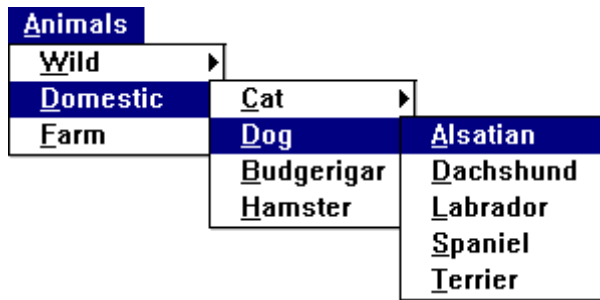 Animals
Wild
Domestic Cat
Farm Dog Alsatian
Budgerigar Dachshund
Hamster Labrador
Spaniel
Terrier